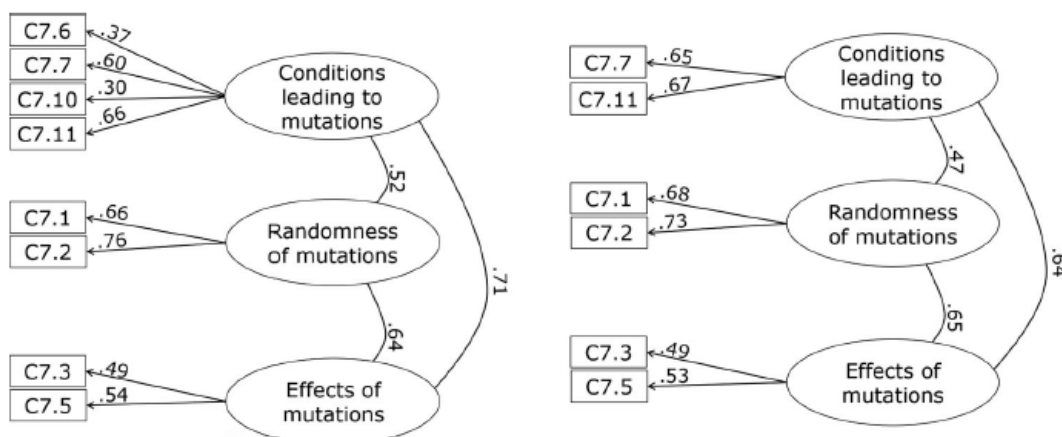 C7.6
C7.7
C7.10
C7.11
.37
.60
.30
.66
Conditions
leading to
mutations
.52
C7.1
C7.2
.66
.76
Randomness
of mutations
.71
.64
C7.3
C7.5
.49
.54
Effects of
mutations
C7.7
C7.11
.65
.67
Conditions
leading to
mutations
.47
C7.1
C7.2
.68
.73
Randomness
of mutations
.64
.65
C7.3
C7.5
.49
.53
Effects of
mutations